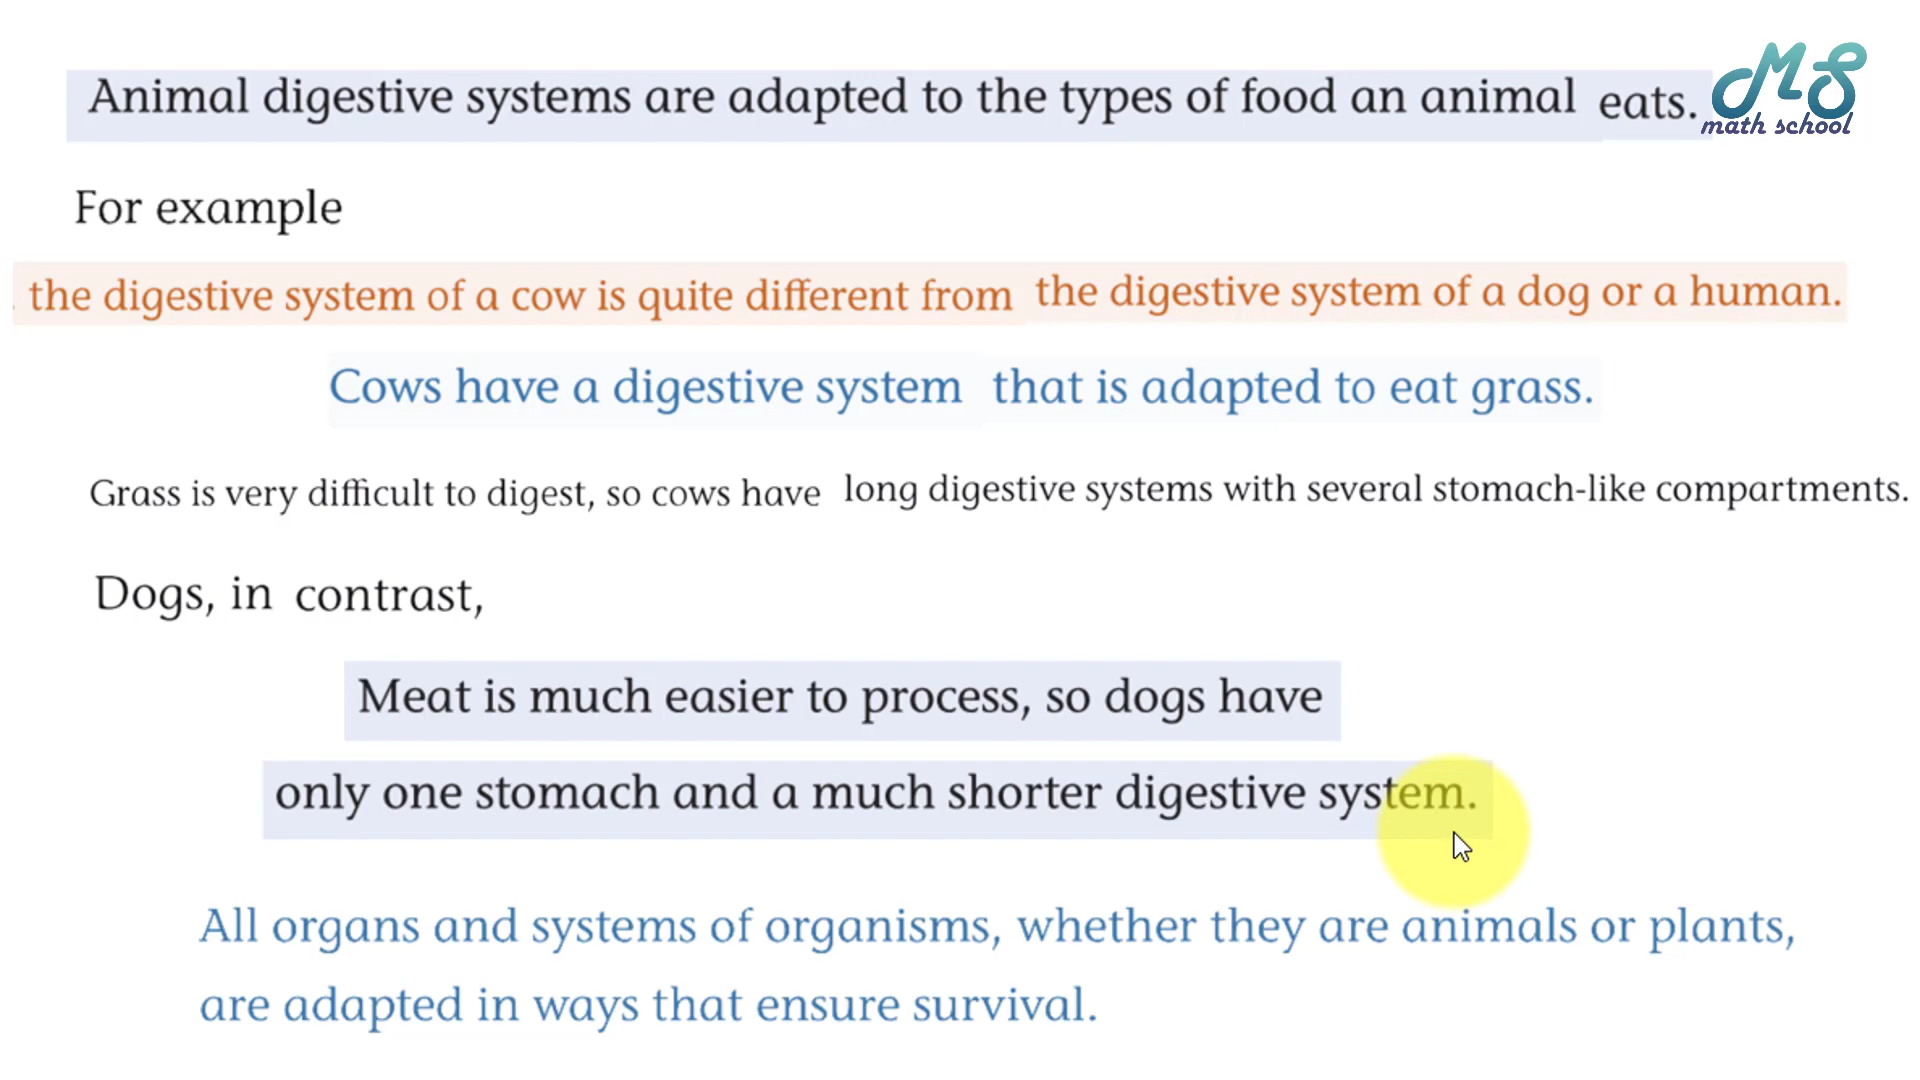 Animal digestive systems are adapted to the types of food an animal eats.
MS
math school
For example
the digestive system of a cow is quite different from the digestive system of a dog or a human.
Cows have a digestive system that is adapted to eat grass.
Grass is very difficult to digest, so cows have long digestive systems with several stomach-like compartments.
Dogs, in contrast,
Meat is much easier to process, so dogs have
only one stomach and a much shorter digestive system.
All organs and systems of organisms, whether they are animals or plants,
are adapted in ways that ensure survival.